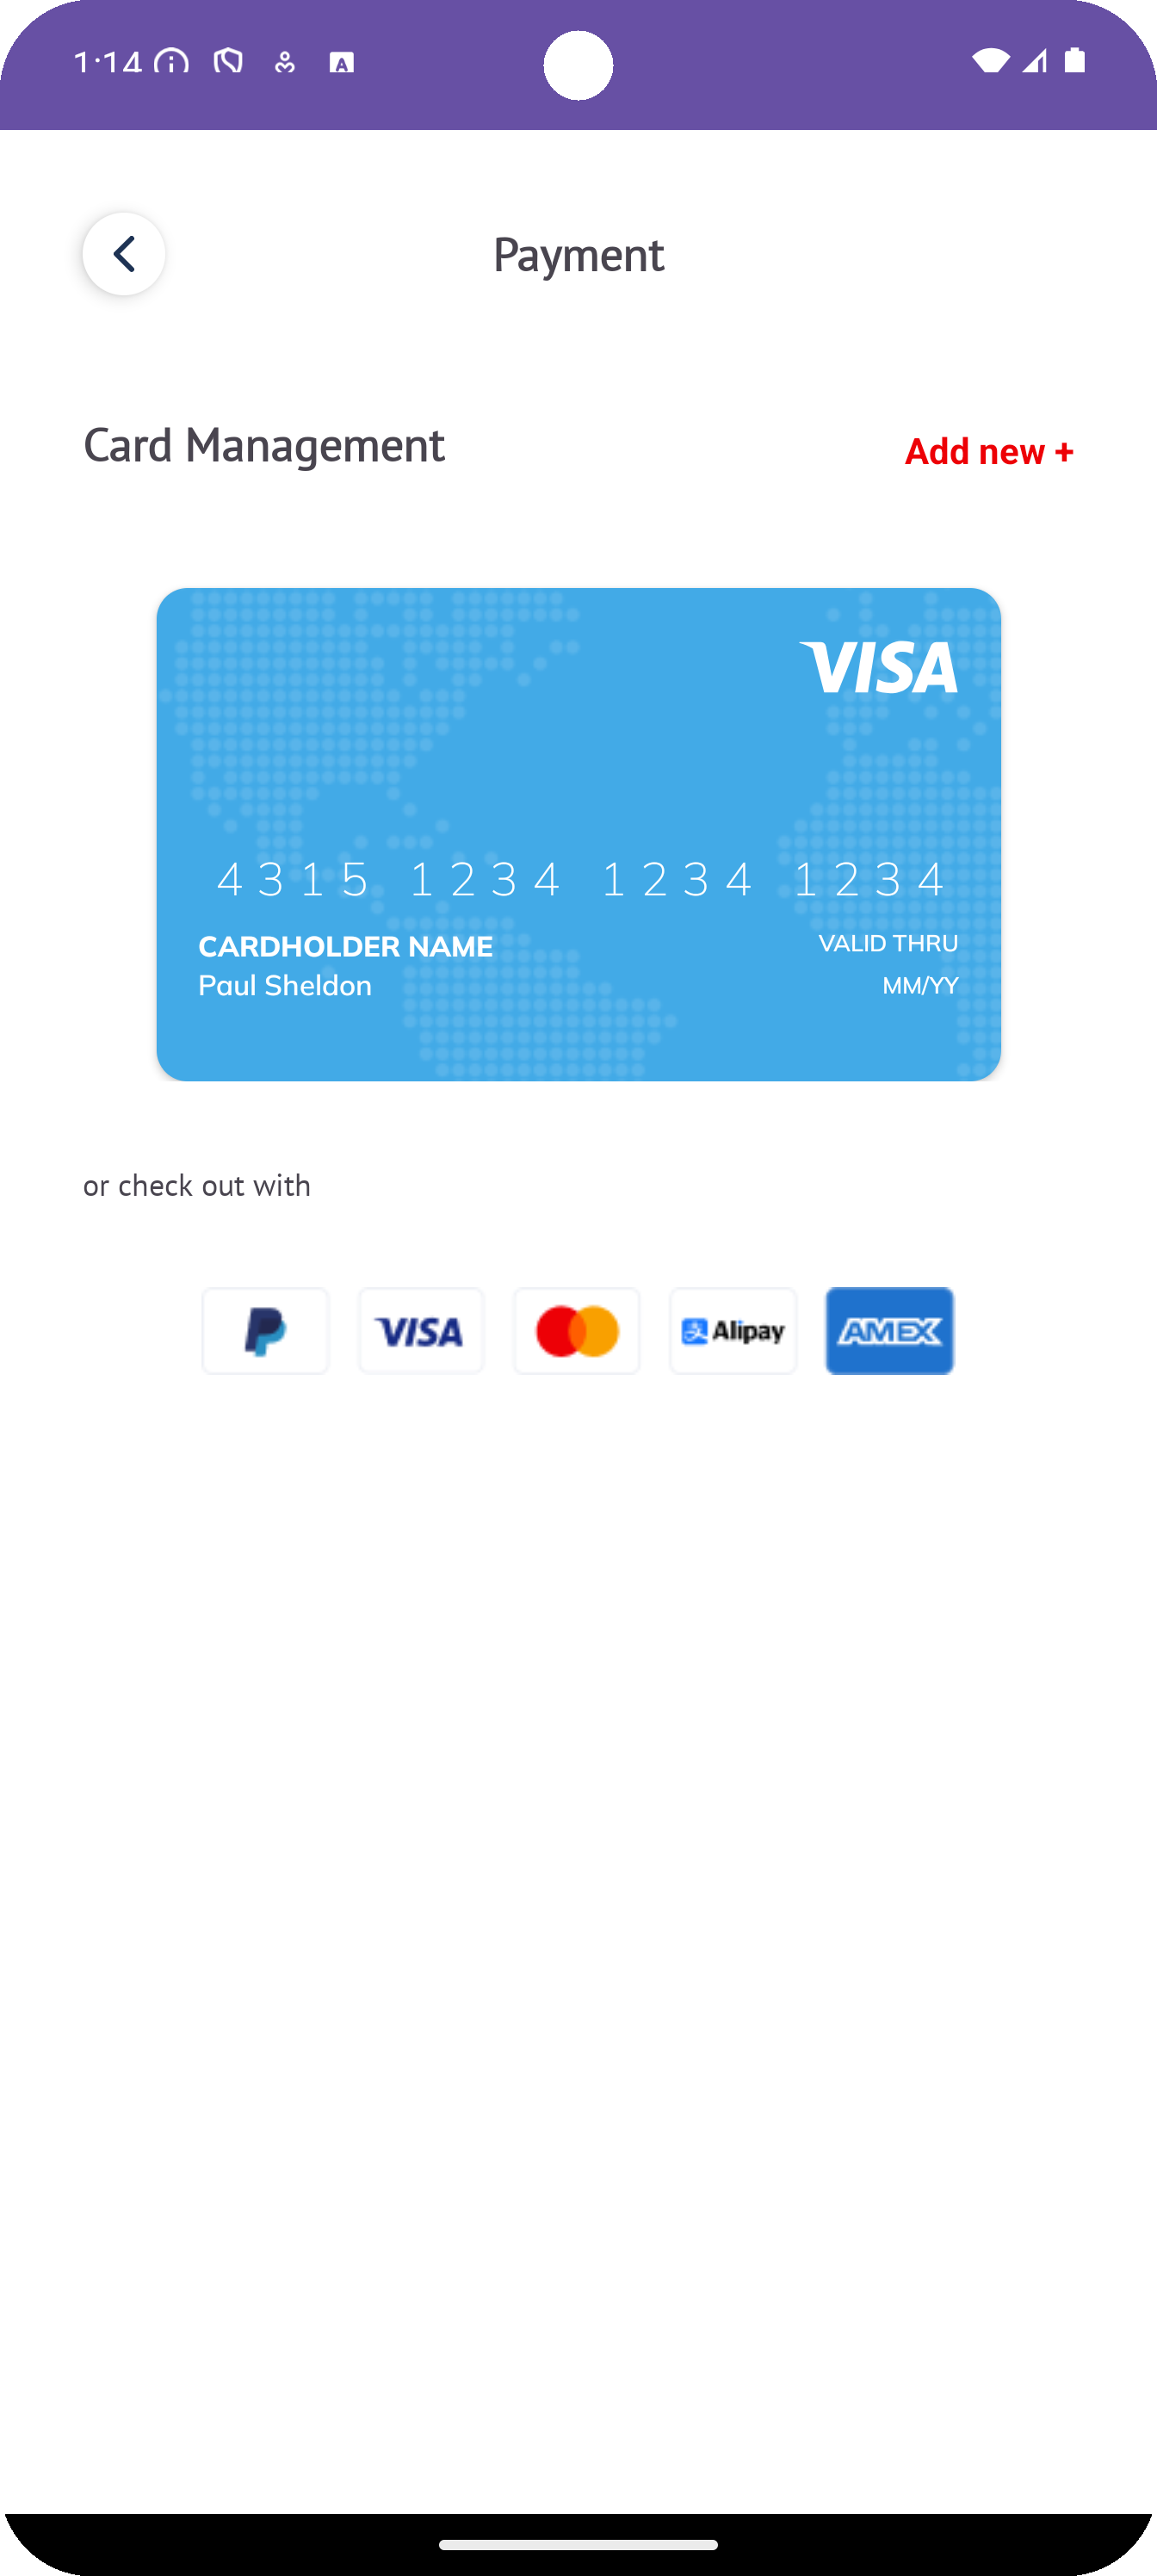 1:14
Payment
Card Management
Add new +
VISA
4315 1234 1234 1234
CARDHOLDER NAME
VALID THRU
Paul Sheldon
MM/YY
or check out with
VISA
Alipay
AMEX